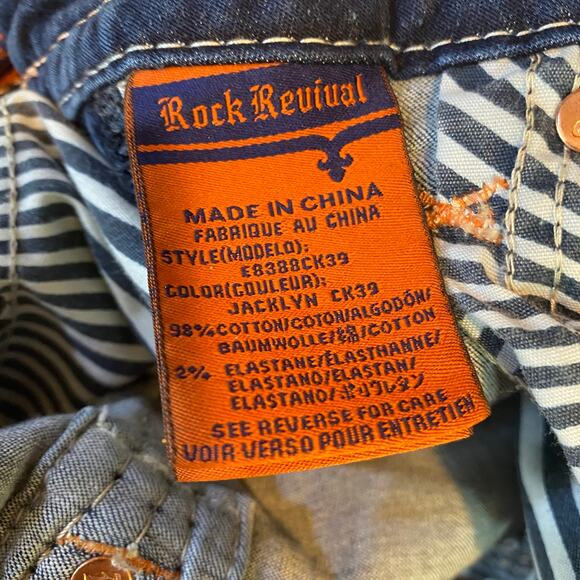 Rock Revival
MADE IN CHINA
FABRIQUE AU CHINA
STYLE(MODELO):
E8388CK39
COLOR(COULEUR):
JACKLYN CK39
98% COTTON/COTON/ALGODÓN/
BAUMWOLLE/綿/COTTON
2% ELASTANE/ÉLASTHANNE/
ELASTANO/ELASTAN/
ELASTANO/ポリウレタン
SEE REVERSE FOR CARE
VOIR VERSO POUR ENTRETIEN